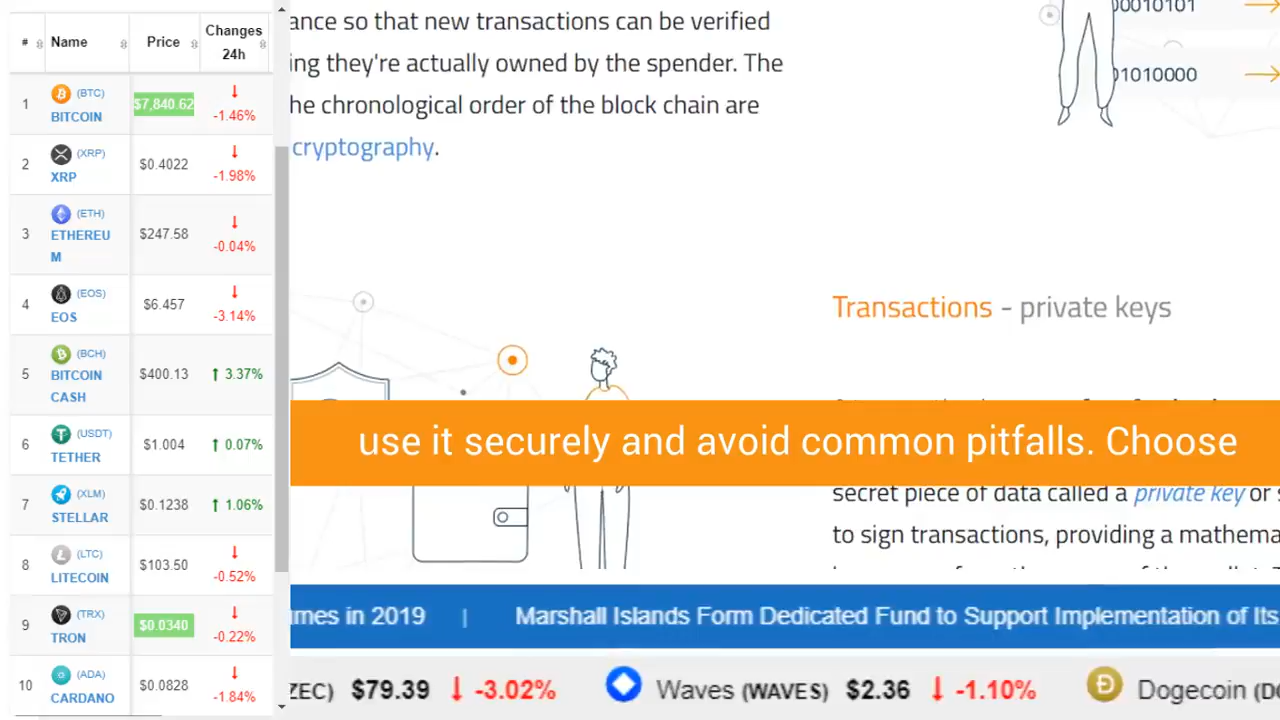 # Name Price Changes 24h
1 (BTC) BITCOIN $7,840.62 -1.46%
2 (XRP) XRP $0.4022 -1.98%
3 (ETH) ETHEREUM $247.58 -0.04%
4 (EOS) EOS $6.457 -3.14%
5 (BCH) BITCOIN CASH $400.13 3.37%
6 (USDT) TETHER $1.004 0.07%
7 (XLM) STELLAR $0.1238 1.06%
8 (LTC) LITECOIN $103.50 -0.52%
9 (TRX) TRON $0.0340 -0.22%
10 (ADA) CARDANO $0.0828 -1.84%
ance so that new transactions can be verified
ing they're actually owned by the spender. The
he chronological order of the block chain are
cryptography.
00010101
01010000
Transactions - private keys
use it securely and avoid common pitfalls. Choose
secret piece of data called a private key or s
to sign transactions, providing a mathema
mes in 2019 | Marshall Islands Form Dedicated Fund to Support Implementation of Its
ZEC) $79.39 -3.02% Waves (WAVES) $2.36 -1.10% Dogecoin (DO